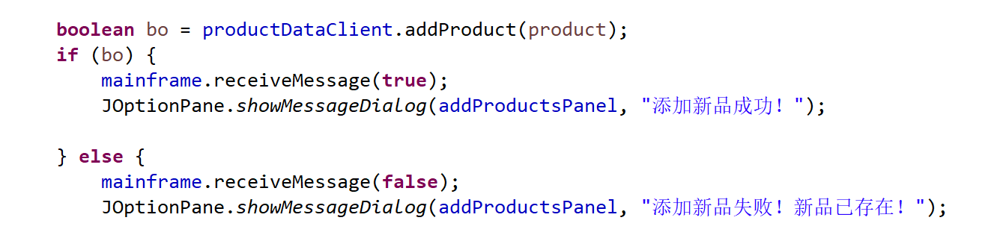 boolean bo = productDataClient.addProduct(product);
if (bo) {
    mainframe.receiveMessage(true);
    JOptionPane.showMessageDialog(addProductsPanel, "添加新品成功！");

} else {
    mainframe.receiveMessage(false);
    JOptionPane.showMessageDialog(addProductsPanel, "添加新品失败！新品已存在！");